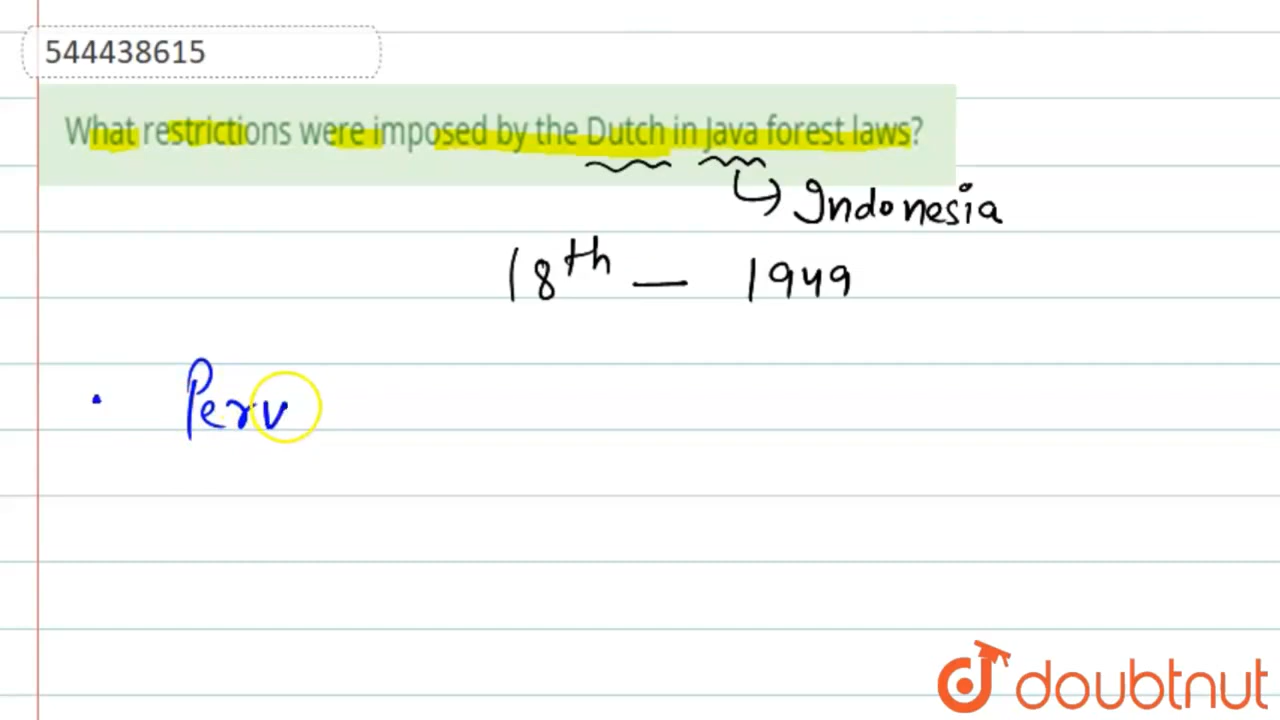 544438615
What restrictions were imposed by the Dutch in Java forest laws?
Indonesia
18th — 1949
· Perv
doubtnut